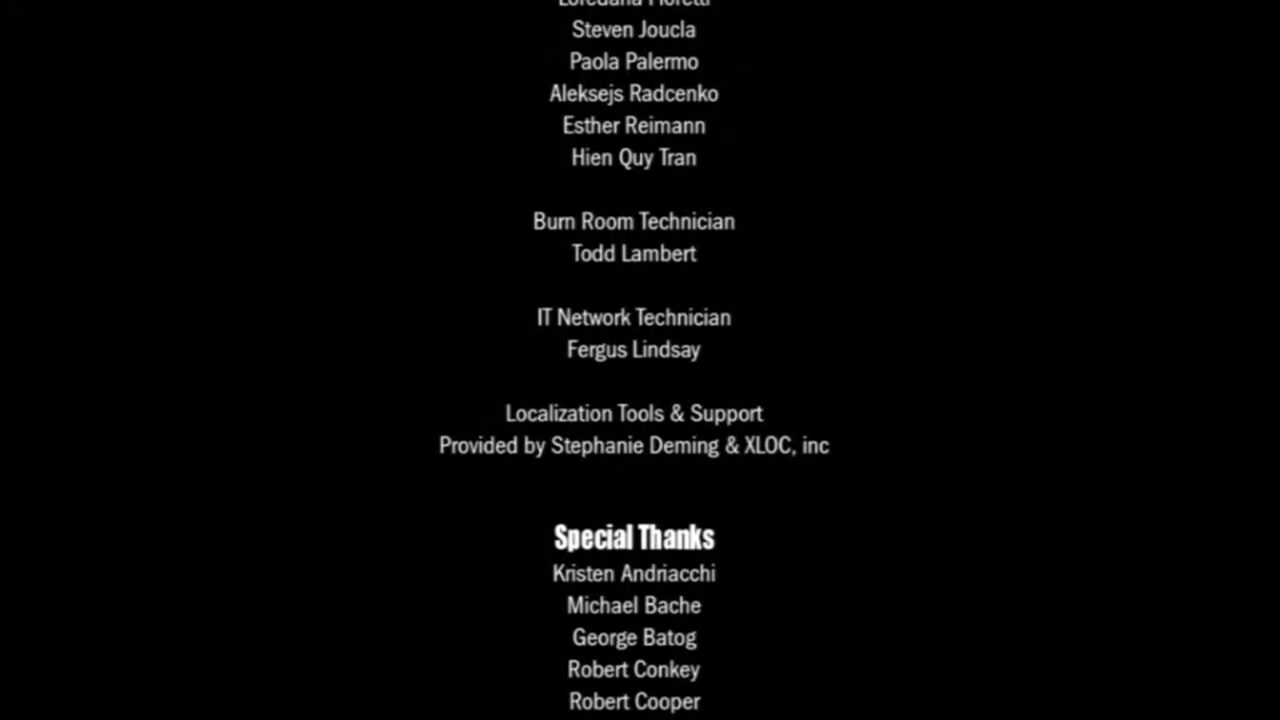 Steven Joucla
Paola Palermo
Aleksejs Radcenko
Esther Reimann
Hien Quy Tran
Burn Room Technician
Todd Lambert
IT Network Technician
Fergus Lindsay
Localization Tools & Support
Provided by Stephanie Deming & XLOC, inc
Special Thanks
Kristen Andriacchi
Michael Bache
George Batog
Robert Conkey
Robert Cooper